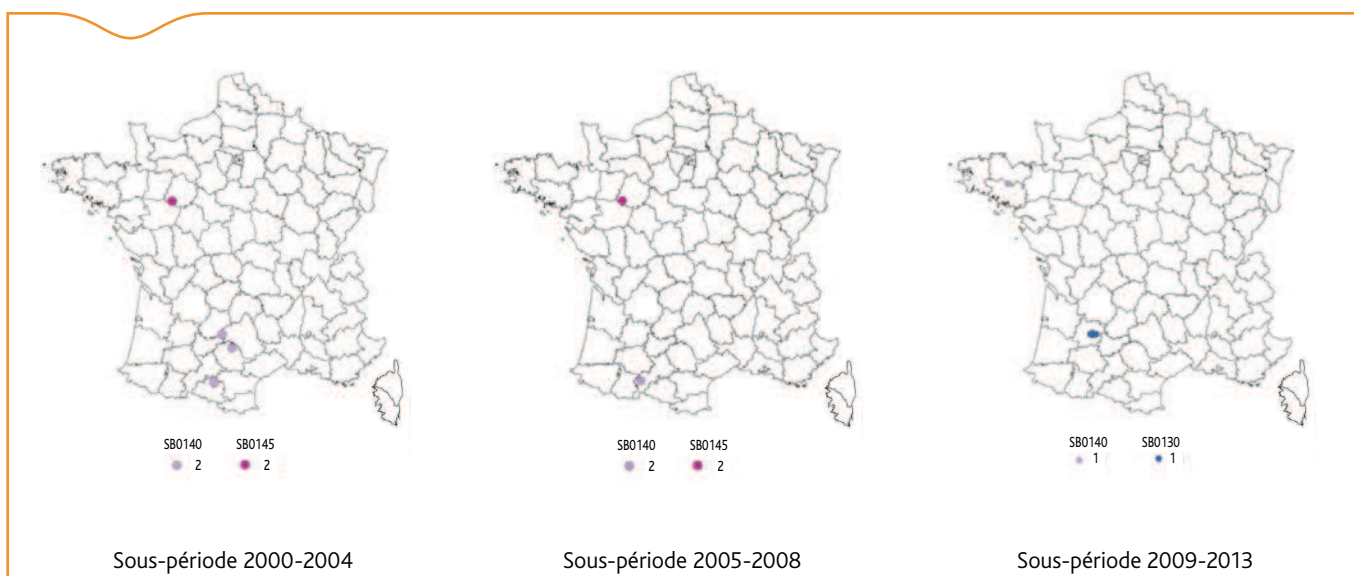 SB0140 SB0145
2 2
SB0140 SB0145
2 2
SB0140 SB0130
1 1
Sous-période 2000-2004
Sous-période 2005-2008
Sous-période 2009-2013